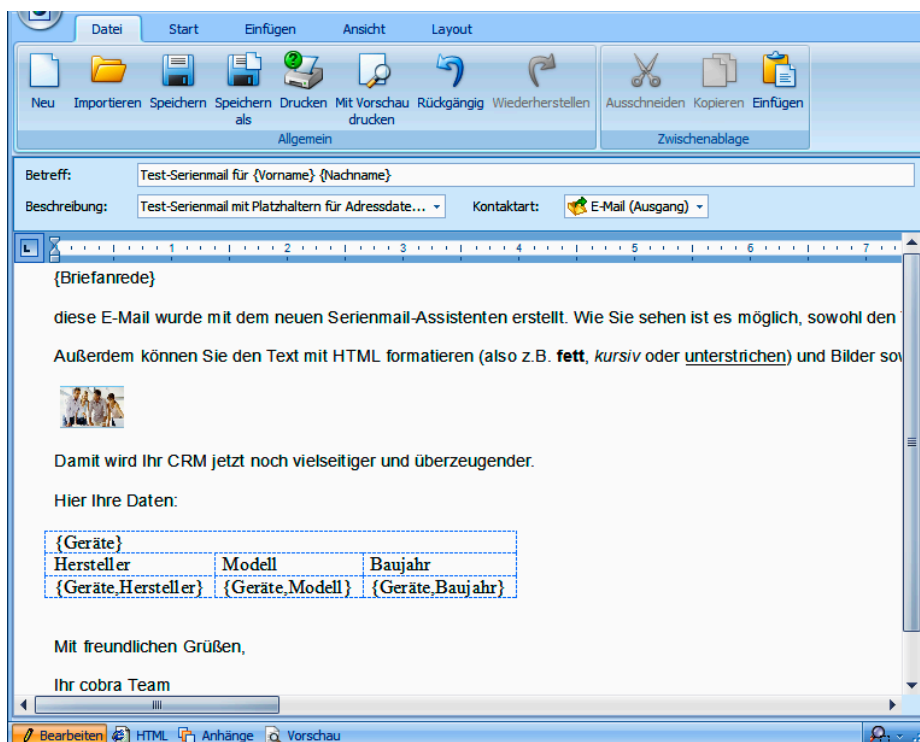 Datei Start Einfügen Ansicht Layout
Neu Importieren Speichern Speichern als Drucken Mit Vorschau drucken Rückgängig Wiederherstellen Ausschneiden Kopieren Einfügen
Allgemein Zwischenablage
Betreff: Test-Serienmail für {Vorname} {Nachname}
Beschreibung: Test-Serienmail mit Platzhaltern für Adressdate... Kontaktart: E-Mail (Ausgang)
L 1 2 3 4 5 6 7
{Briefanrede}
diese E-Mail wurde mit dem neuen Serienmail-Assistenten erstellt. Wie Sie sehen ist es möglich, sowohl den
Außerdem können Sie den Text mit HTML formatieren (also z.B. fett, kursiv oder unterstrichen) und Bilder
Damit wird Ihr CRM jetzt noch vielseitiger und überzeugender.
Hier Ihre Daten:
{Geräte}
Hersteller Modell Baujahr
{Geräte,Hersteller} {Geräte,Modell} {Geräte,Baujahr}
Mit freundlichen Grüßen,
Ihr cobra Team
Bearbeiten HTML Anhänge Vorschau